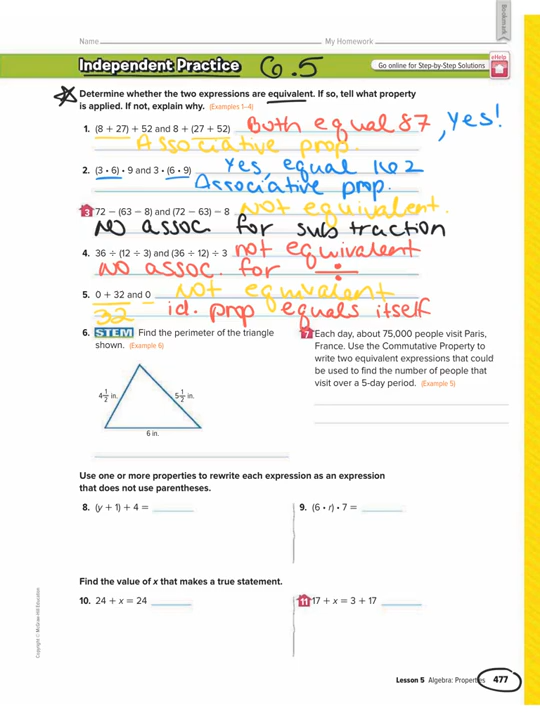 Bookmark
Name
My Homework
Independent Practice
6.5
Go online for Step-by-Step Solutions
eHelp
Determine whether the two expressions are equivalent. If so, tell what property
is applied. If not, explain why. (Examples 1–4)
1. (8 + 27) + 52 and 8 + (27 + 52) Both equal 87, Yes!
Associative prop.
2. (3 • 6) • 9 and 3 • (6 • 9) Yes, equal 162
Associative prop.
3 72 − (63 − 8) and (72 − 63) − 8 Not equivalent.
No assoc. for subtraction
4. 36 ÷ (12 ÷ 3) and (36 ÷ 12) ÷ 3 not equivalent
No assoc. for ÷
5. 0 + 32 and 0 Not equivalent
32 id. prop equals itself
6. STEM Find the perimeter of the triangle
shown. (Example 6)
4 1/2 in.
5 1/2 in.
6 in.
7 Each day, about 75,000 people visit Paris,
France. Use the Commutative Property to
write two equivalent expressions that could
be used to find the number of people that
visit over a 5-day period. (Example 5)
Use one or more properties to rewrite each expression as an expression
that does not use parentheses.
8. (y + 1) + 4 =
9. (6 • r) • 7 =
Find the value of x that makes a true statement.
10. 24 + x = 24
11 17 + x = 3 + 17
Copyright © McGraw-Hill Education
Lesson 5 Algebra: Properties 477